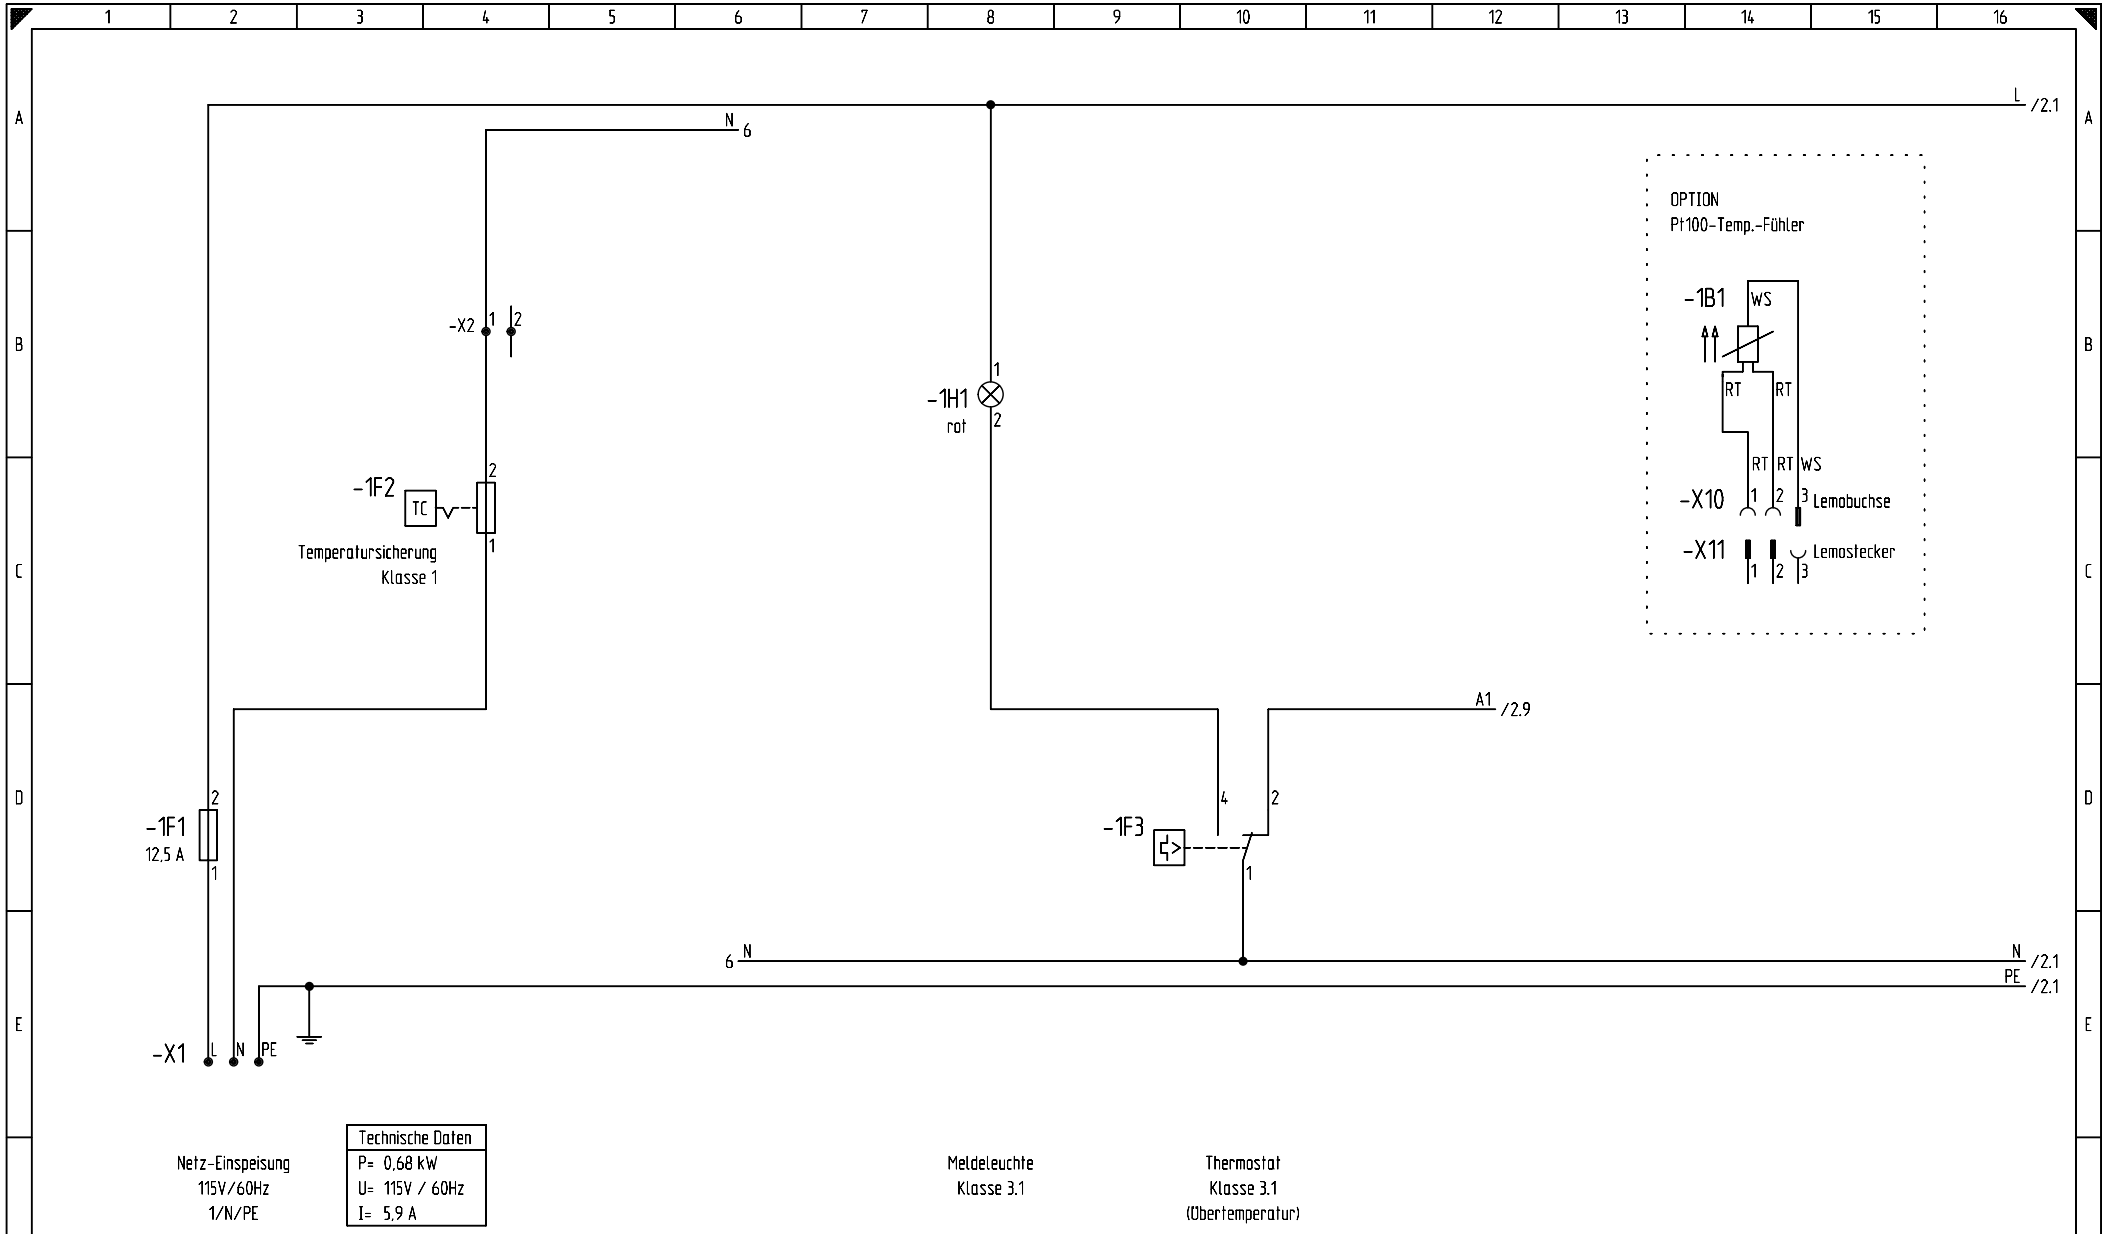 1 2 3 4 5 6 7 8 9 10 11 12 13 14 15 16
A
A
B
B
C
C
D
D
E
E
L /2.1
N 6
OPTION
Pt100-Temp.-Fühler
-1B1 WS
RT RT
RT RT WS
-X10 1 2 3 Lemobuchse
-X11 Lemostecker
1 2 3
-X2 1 2
1
-1H1
rot
2
2
-1F2
TC
1
Temperatursicherung
Klasse 1
A1 /2.9
2
-1F1
12,5 A
1
4 2
-1F3
1
6 N
N /2.1
PE /2.1
-X1 L N PE
Netz-Einspeisung
115V/60Hz
1/N/PE
Technische Daten
P= 0,68 kW
U= 115V / 60Hz
I= 5,9 A
Meldeleuchte
Klasse 3.1
Thermostat
Klasse 3.1
(Übertemperatur)